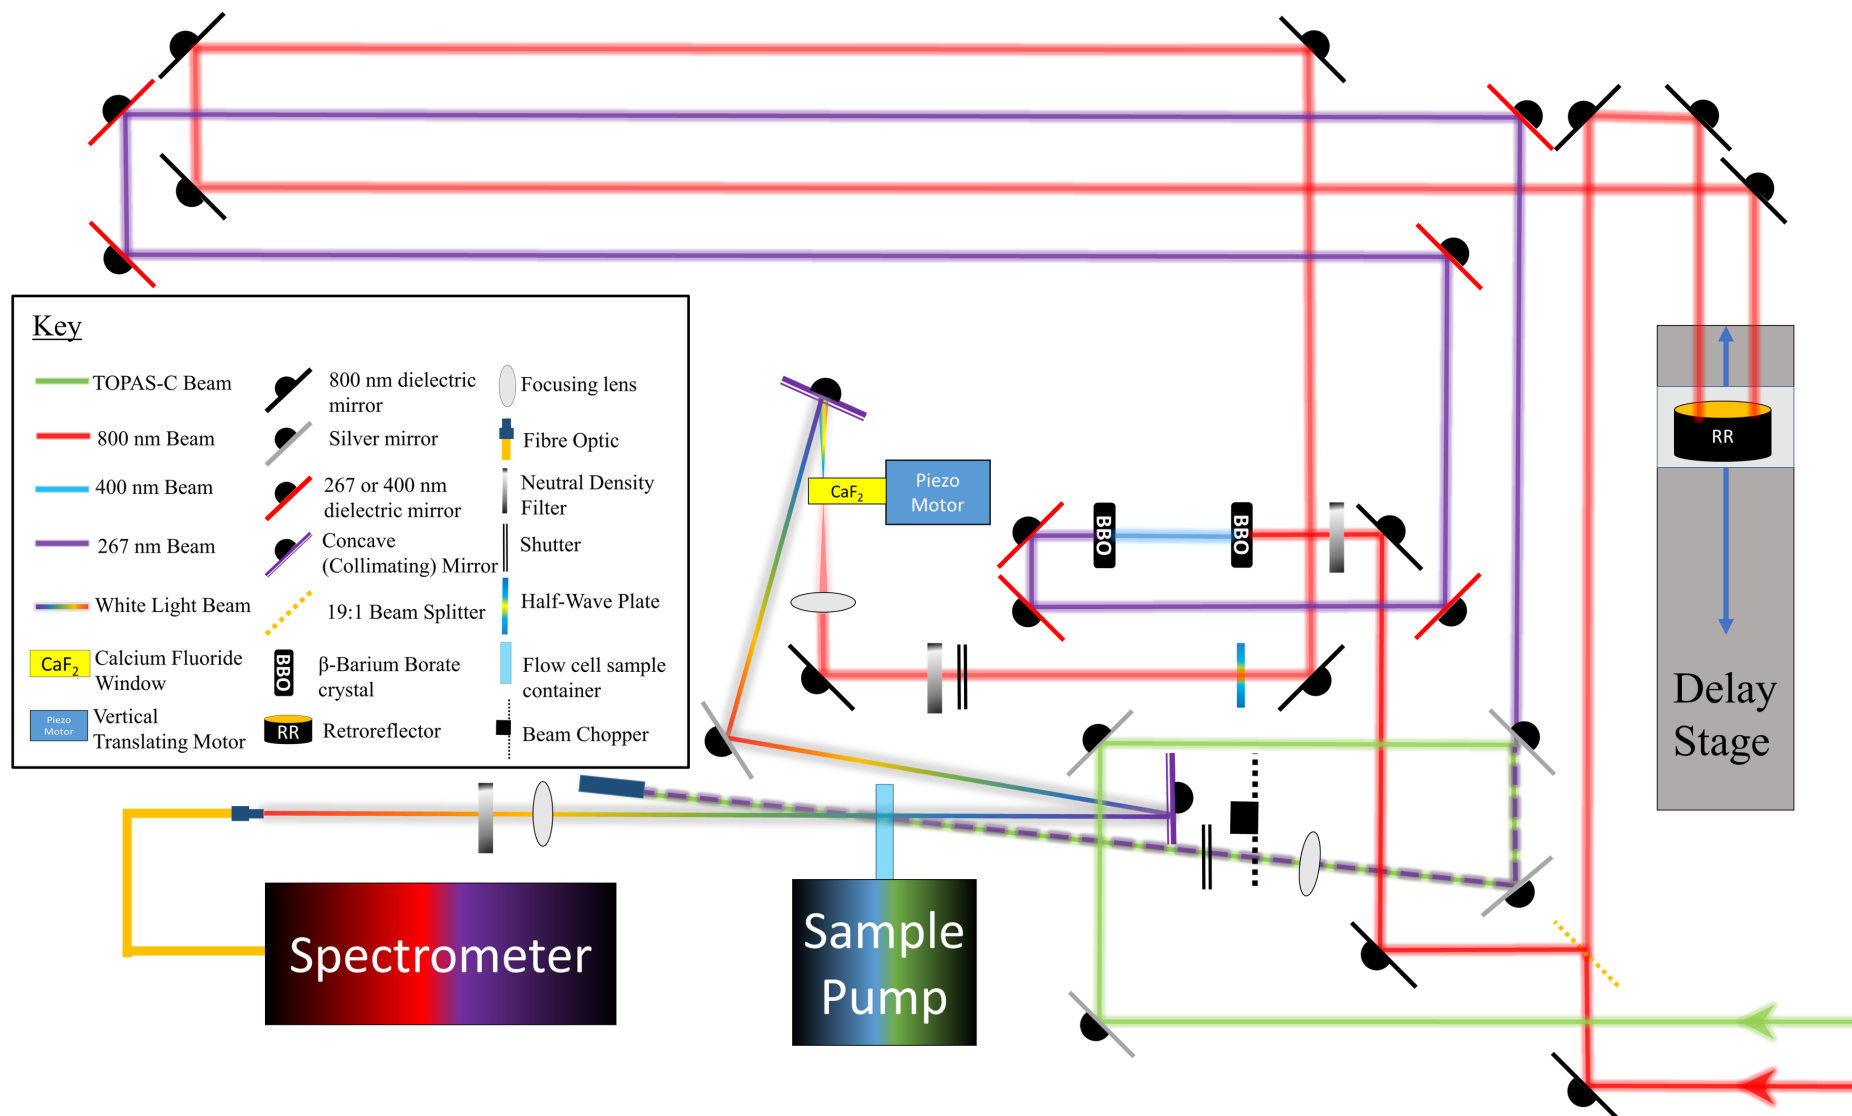 Key
TOPAS-C Beam
800 nm Beam
400 nm Beam
267 nm Beam
White Light Beam
CaF₂
Calcium Fluoride
Window
Piezo
Motor
Vertical
Translating Motor
800 nm dielectric
mirror
Silver mirror
267 or 400 nm
dielectric mirror
Concave
(Collimating) Mirror
19:1 Beam Splitter
BBO
β-Barium Borate
crystal
RR
Retroreflector
Focusing lens
Fibre Optic
Neutral Density
Filter
Shutter
Half-Wave Plate
Flow cell sample
container
Beam Chopper
CaF₂
Piezo
Motor
BBO
BBO
RR
Delay
Stage
Spectrometer
Sample
Pump